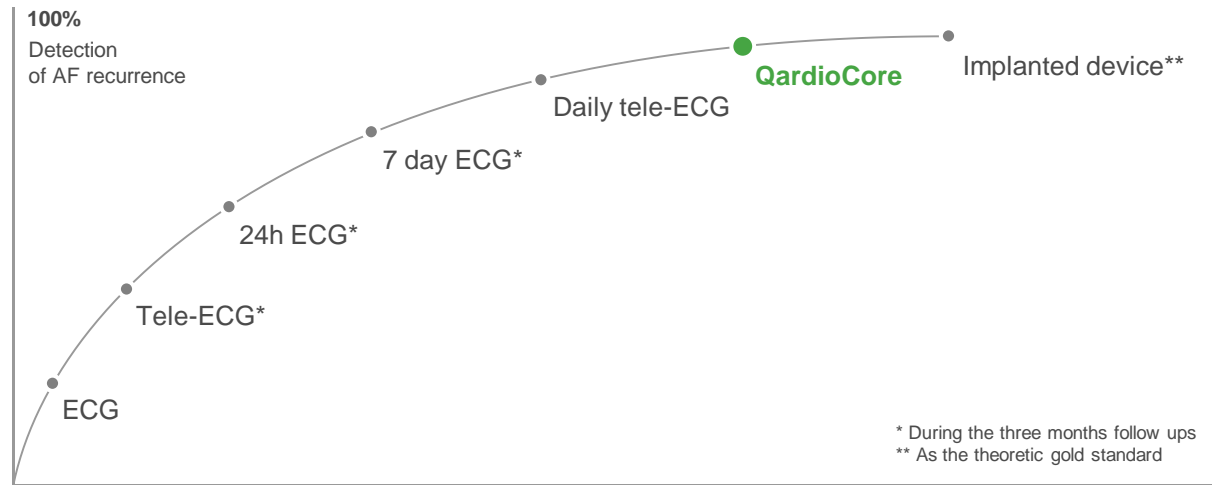 100%
Detection
of AF recurrence
QardioCore
Implanted device**
Daily tele-ECG
7 day ECG*
24h ECG*
Tele-ECG*
ECG
* During the three months follow ups
** As the theoretic gold standard